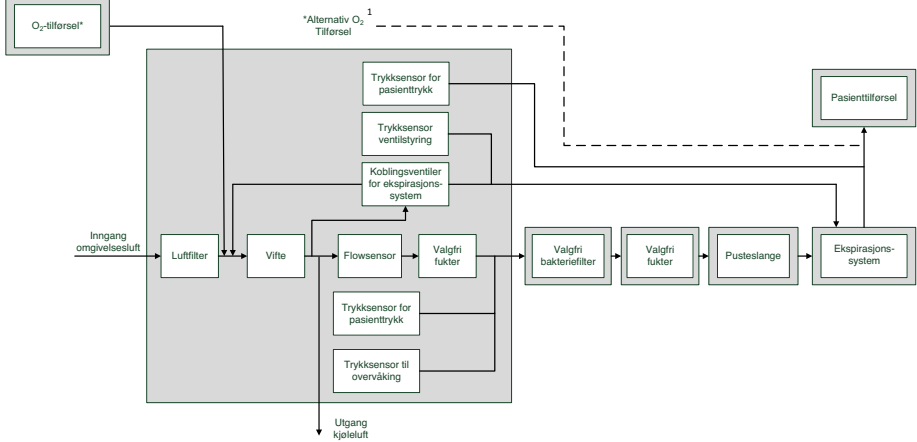 O₂-tilførsel*
*Alternativ O₂ ¹
Tilførsel
Trykksensor for
pasienttrykk
Pasienttilførsel
Trykksensor
ventilstyring
Koblingsventiler
for ekspirasjons-
system
Inngang
omgivelsesluft
Luftfilter
Vifte
Flowsensor
Valgfri
fukter
Valgfri
bakteriefilter
Valgfri
fukter
Pusteslange
Ekspirasjons-
system
Trykksensor for
pasienttrykk
Trykksensor til
overvåking
Utgang
kjøleluft